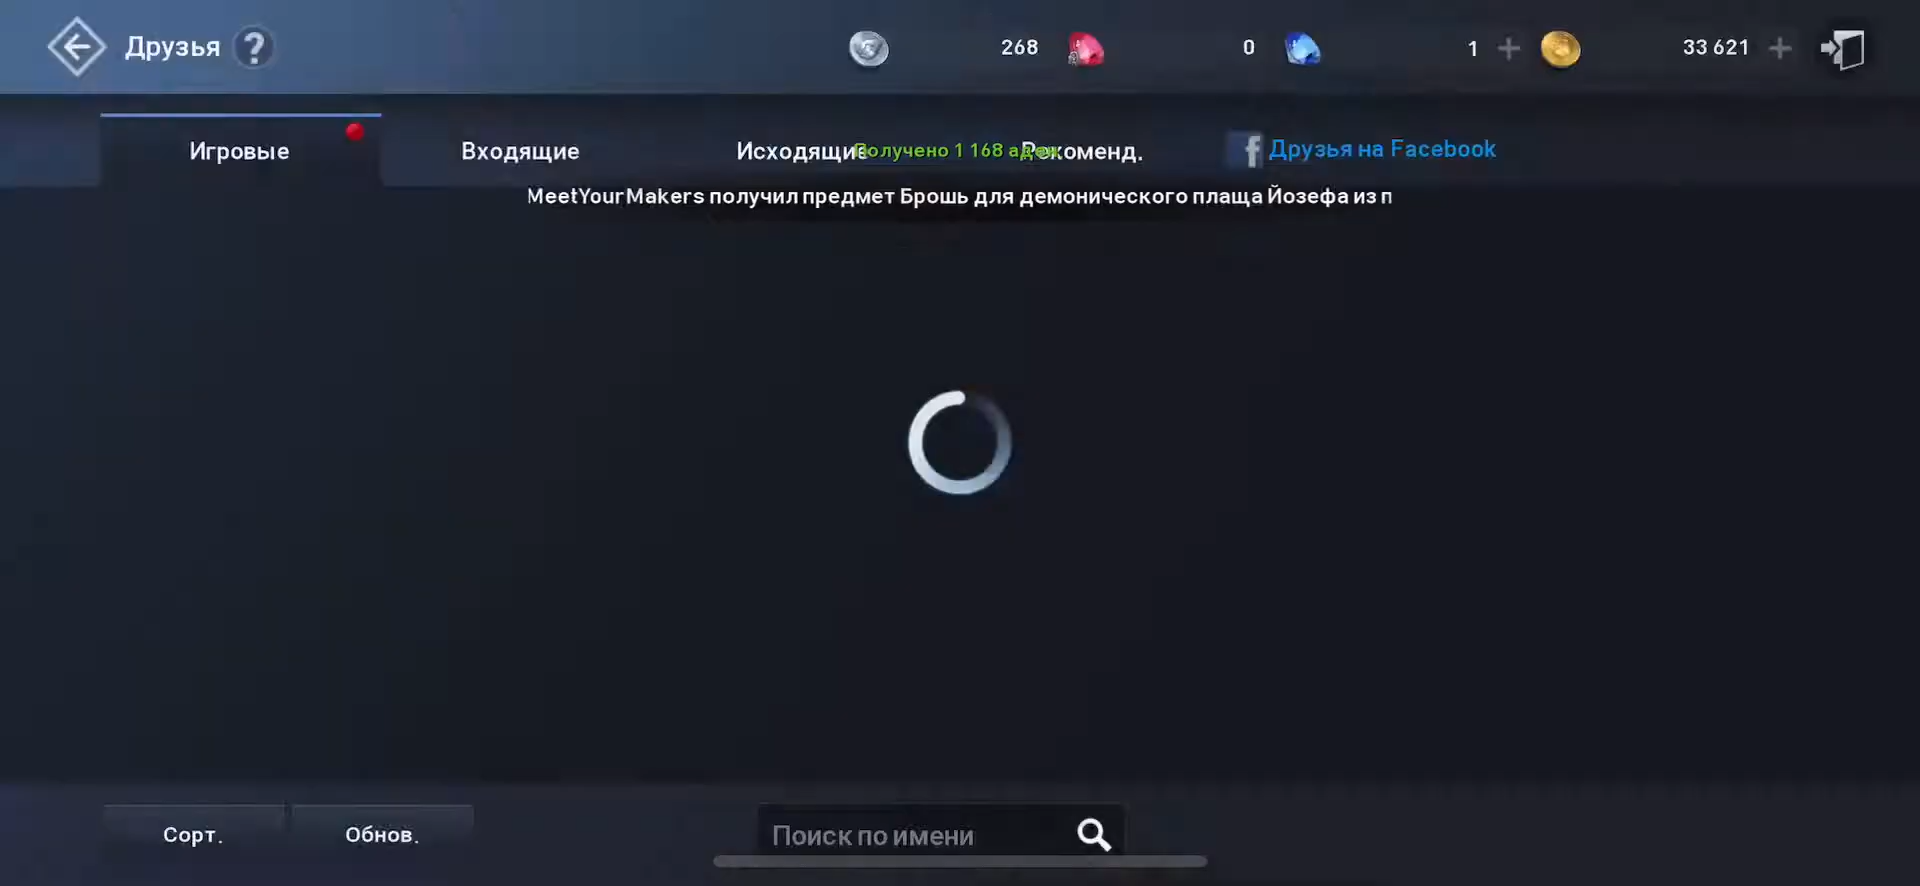 Друзья ? 268 0 1 + 33 621 +
Игровые Входящие Исходящие Рекоменд. Друзья на Facebook
Получено 1 168 аден
MeetYourMakers получил предмет Брошь для демонического плаща Йозефа из п
Сорт. Обнов. Поиск по имени